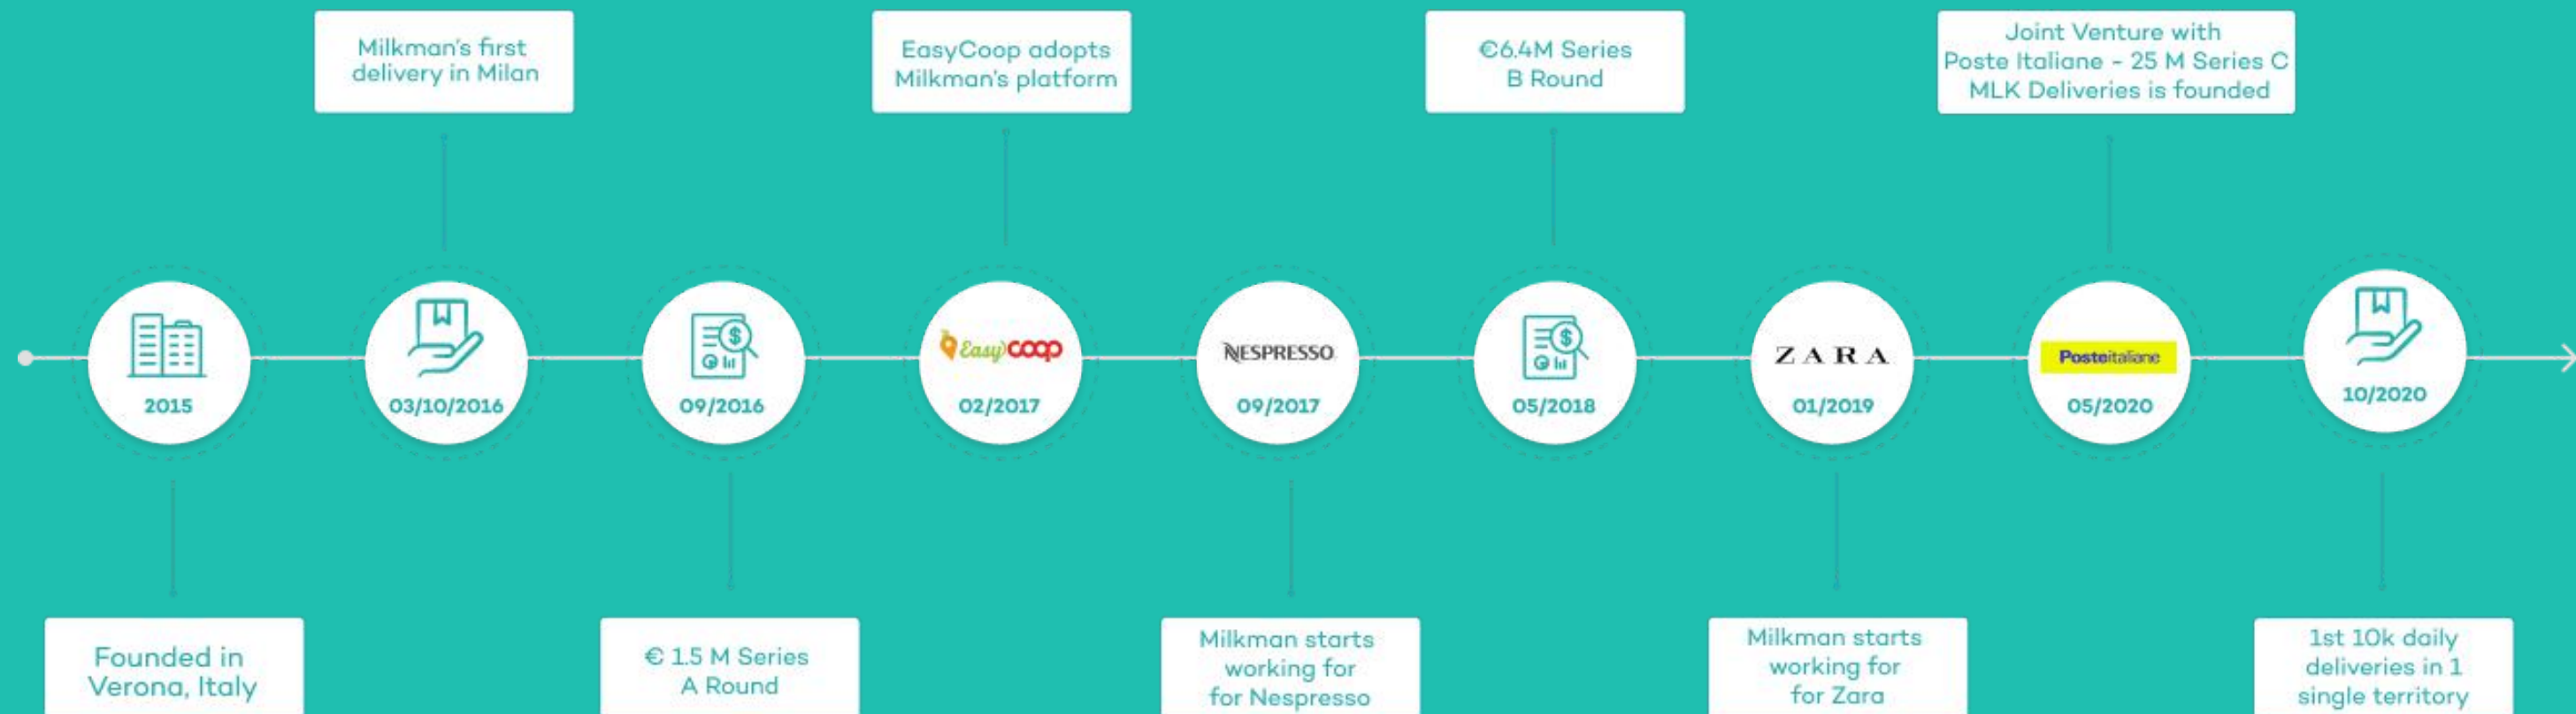 Milkman's first
delivery in Milan
EasyCoop adopts
Milkman's platform
€6.4M Series
B Round
Joint Venture with
Poste Italiane - 25 M Series C
MLK Deliveries is founded
2015
03/10/2016
09/2016
Easy coop
02/2017
NESPRESSO
09/2017
05/2018
ZARA
01/2019
Posteitaliane
05/2020
10/2020
Founded in
Verona, Italy
€ 1.5 M Series
A Round
Milkman starts
working for
for Nespresso
Milkman starts
working for
for Zara
1st 10k daily
deliveries in 1
single territory